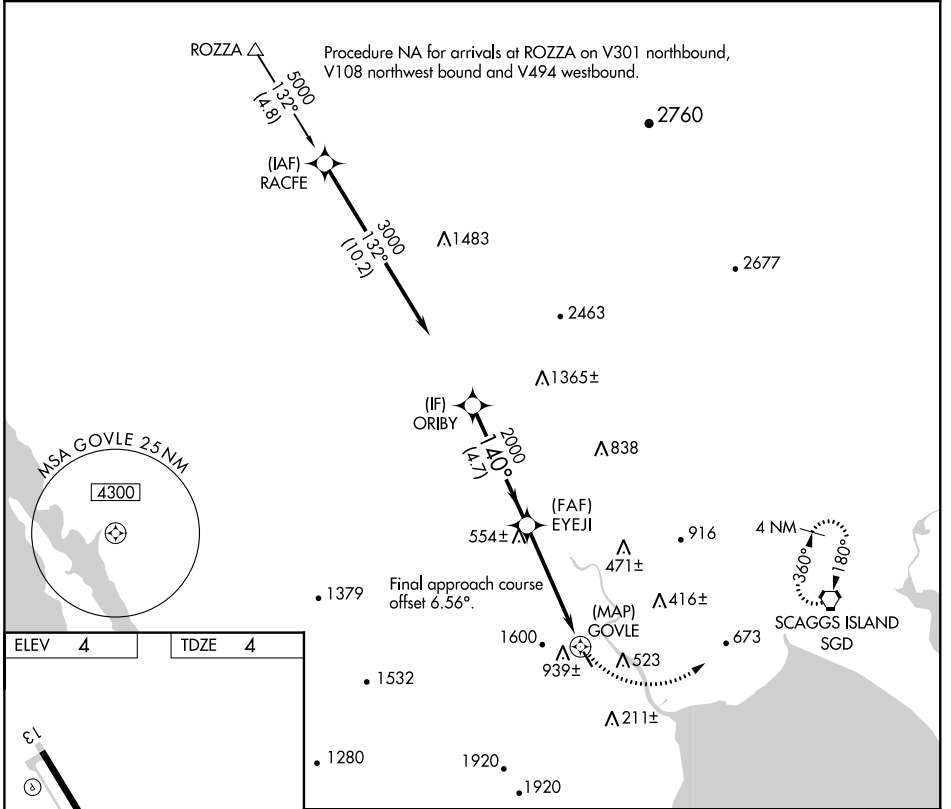 ROZZA
Procedure NA for arrivals at ROZZA on V301 northbound,
V108 northwest bound and V494 westbound.
5000
132°
(4.8)
2760
(IAF)
RACFE
3000
132°
(10.2)
1483
2677
2463
1365±
(IF)
ORIBY
2000
140°
(4.7)
838
MSA GOVLE 25 NM
4300
(FAF)
EYEJI
554±
916
471±
4 NM
360°
180°
Final approach course
offset 6.56°.
1379
416±
(MAP)
GOVLE
SCAGGS ISLAND
SGD
1600
673
939±
523
ELEV 4
TDZE 4
1532
211±
13
P
1280
1920
1920